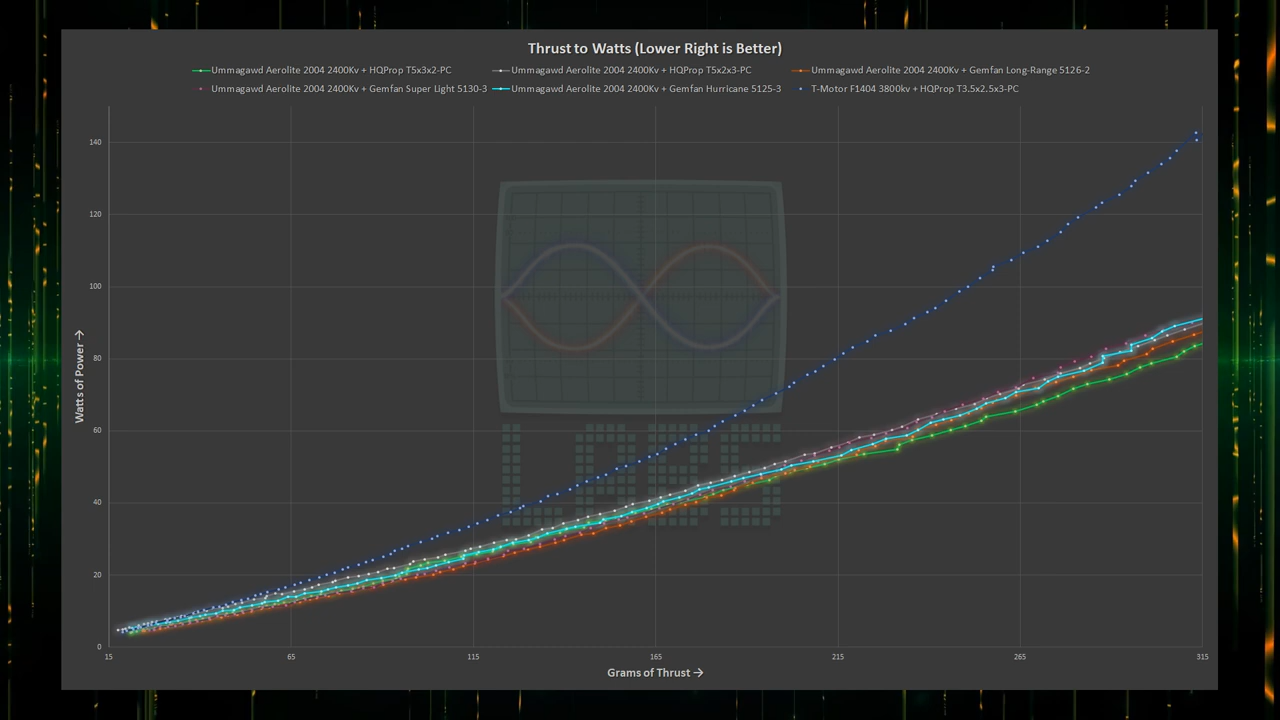 Thrust to Watts (Lower Right is Better)
Ummagawd Aerolite 2004 2400Kv + HQProp T5x3x2-PC
Ummagawd Aerolite 2004 2400Kv + HQProp T5x2x3-PC
Ummagawd Aerolite 2004 2400Kv + Gemfan Long-Range 5126-2
Ummagawd Aerolite 2004 2400Kv + Gemfan Super Light 5130-3
Ummagawd Aerolite 2004 2400Kv + Gemfan Hurricane 5125-3
T-Motor F1404 3800kv + HQProp T3.5x2.5x3-PC
140
120
100
80
60
40
20
0
Watts of Power →
15 65 115 165 215 265 315
Grams of Thrust →